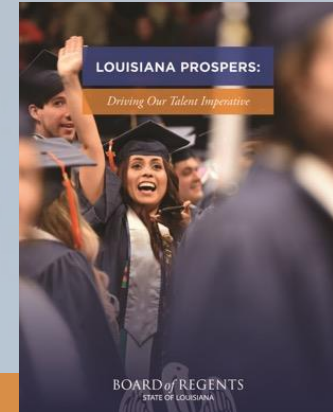 LOUISIANA PROSPERS:
Driving Our Talent Imperative
BOARD of REGENTS
STATE OF LOUISIANA